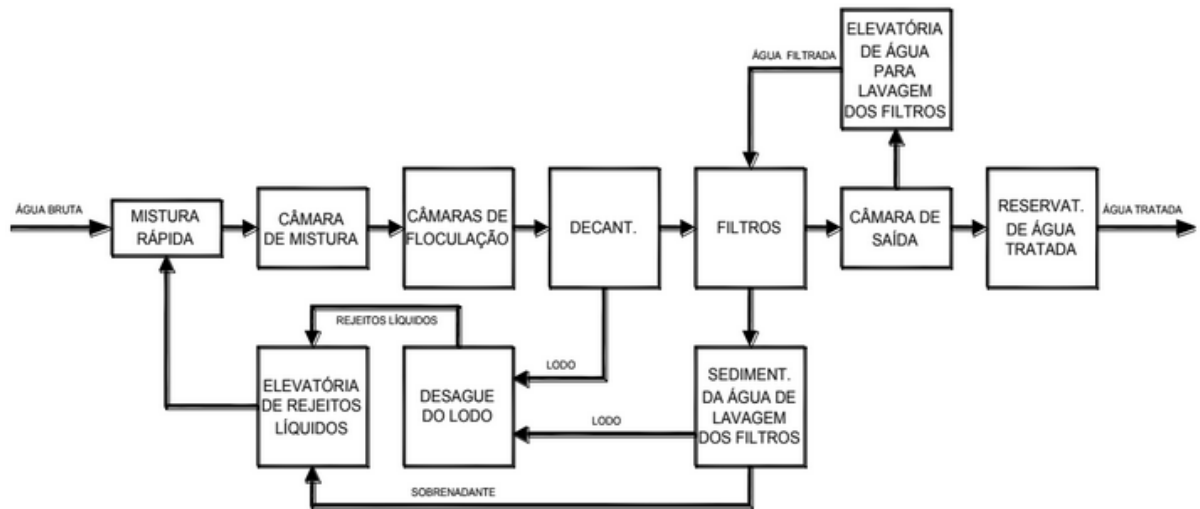 ELEVATÓRIA
DE ÁGUA
PARA
LAVAGEM
DOS FILTROS
ÁGUA FILTRADA
ÁGUA BRUTA
MISTURA
RÁPIDA
CÂMARA
DE MISTURA
CÂMARAS DE
FLOCULAÇÃO
DECANT.
FILTROS
CÂMARA DE
SAÍDA
RESERVAT.
DE ÁGUA
TRATADA
ÁGUA TRATADA
REJEITOS LÍQUIDOS
ELEVATÓRIA
DE REJEITOS
LÍQUIDOS
DESAGUE
DO LODO
LODO
LODO
SEDIMENT.
DA ÁGUA DE
LAVAGEM
DOS FILTROS
SOBRENADANTE